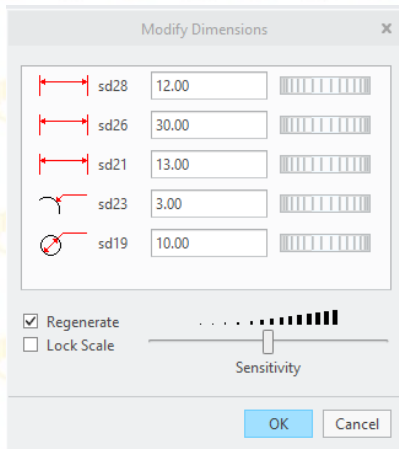 Modify Dimensions x
sd28 12.00
sd26 30.00
sd21 13.00
sd23 3.00
sd19 10.00
Regenerate
Lock Scale
Sensitivity
OK Cancel